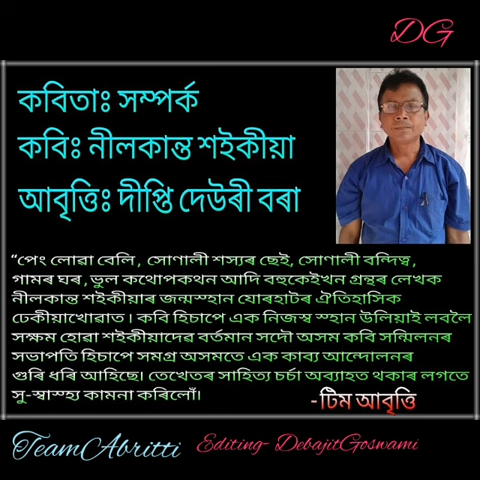 DG
কবিতাঃ সম্পৰ্ক
কবিঃ নীলকান্ত শইকীয়া
আবৃত্তিঃ দীপ্তি দেউৰী বৰা
“পেং লোৱা বেলি , সোণালী শস্যৰ ছেই, সোণালী বন্দিত্ব ,
গামৰ ঘৰ , ভুল কথোপকথন আদি বহুকেইখন গ্ৰন্থৰ লেখক
নীলকান্ত শইকীয়াৰ জন্মস্হান যোৰহাটৰ ঐতিহাসিক
ঢেকীয়াখোৱাত । কবি হিচাপে এক নিজস্ব স্হান উলিয়াই লবলৈ
সক্ষম হোৱা শইকীয়াদেৱ বৰ্তমান সদৌ অসম কবি সন্মিলনৰ
সভাপতি হিচাপে সমগ্ৰ অসমতে এক কাব্য আন্দোলনৰ
গুৰি ধৰি আহিছে। তেখেতৰ সাহিত্য চৰ্চা অব্যাহত থকাৰ লগতে
সু-স্বাস্হ্য কামনা কৰিলোঁ।
-টিম আবৃত্তি
TeamAbritti Editing- DebajitGoswami